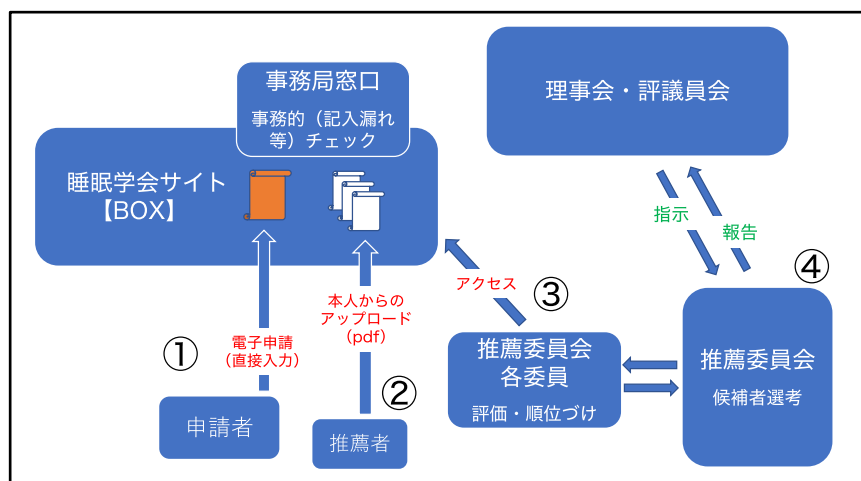 事務局窓口
事務的（記入漏れ
等）チェック
睡眠学会サイト
【BOX】
理事会・評議員会
指示
報告
④
アクセス
③
本人からの
アップロード
（pdf）
①
電子申請
（直接入力）
②
推薦委員会
各委員
評価・順位づけ
推薦委員会
候補者選考
申請者
推薦者